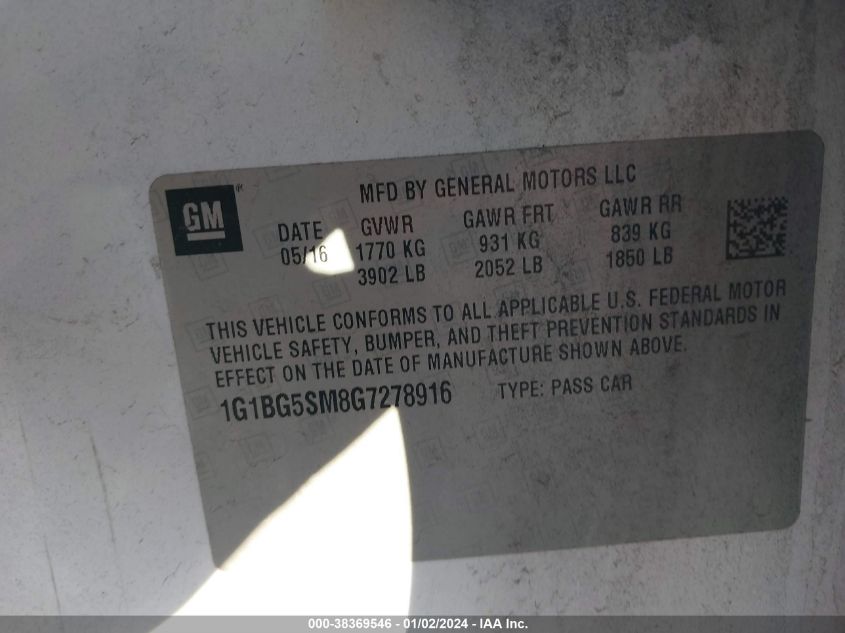 GM
MFD BY GENERAL MOTORS LLC
DATE GVWR GAWR FRT GAWR RR
05/16 1770 KG 931 KG 839 KG
3902 LB 2052 LB 1850 LB
THIS VEHICLE CONFORMS TO ALL APPLICABLE U.S. FEDERAL MOTOR
VEHICLE SAFETY, BUMPER, AND THEFT PREVENTION STANDARDS IN
EFFECT ON THE DATE OF MANUFACTURE SHOWN ABOVE.
1G1BG5SM8G7278916 TYPE: PASS CAR
000-38369546 - 01/02/2024 - IAA Inc.